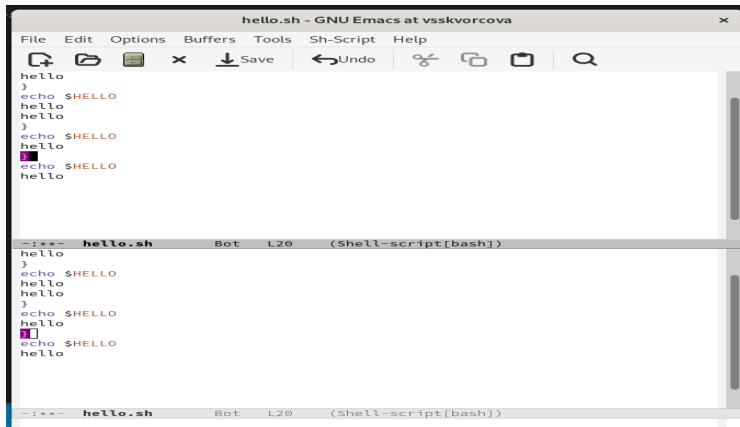 hello.sh - GNU Emacs at vsskvorcova
File Edit Options Buffers Tools Sh-Script Help
Save Undo
hello
}
echo $HELLO
hello
hello
}
echo $HELLO
hello
}
echo $HELLO
hello
-:**- hello.sh Bot L20 (Shell-script[bash])
hello
}
echo $HELLO
hello
hello
}
echo $HELLO
hello
}
echo $HELLO
hello
-:**- hello.sh Bot L20 (Shell-script[bash])